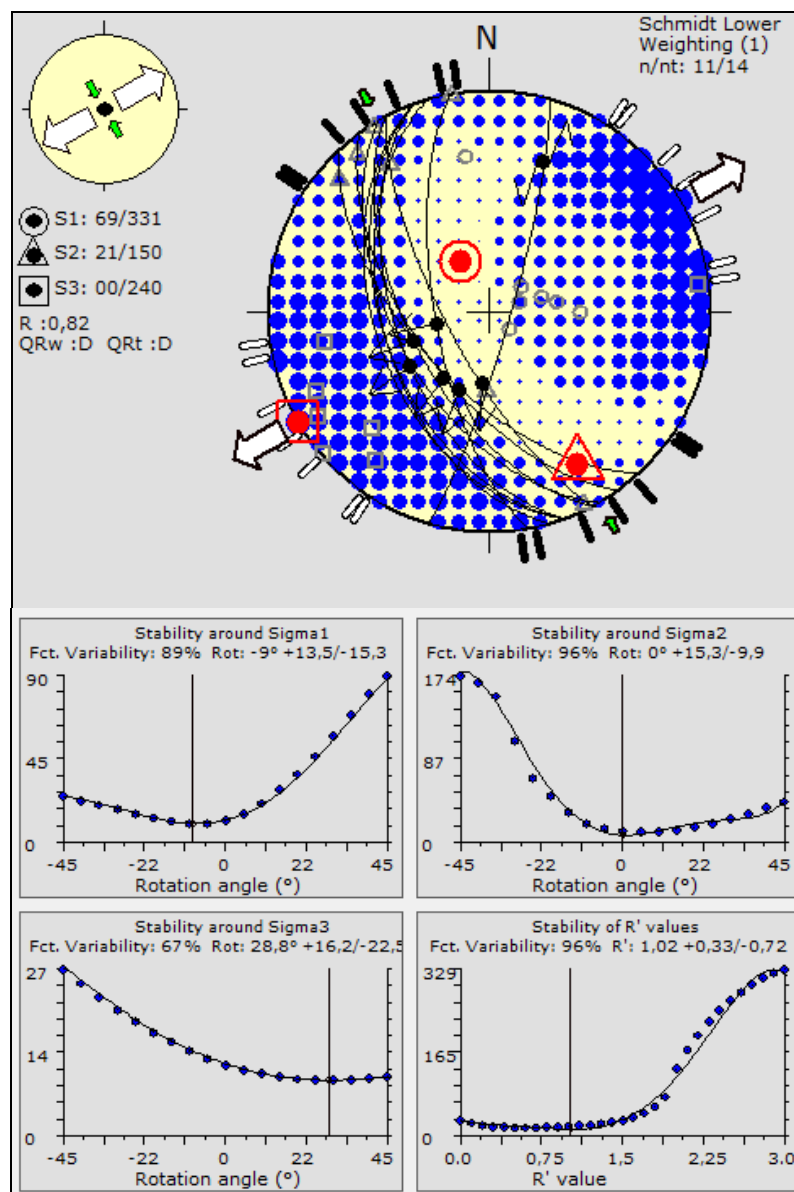 Schmidt Lower
Weighting (1)
n/nt: 11/14
N
S1: 69/331
S2: 21/150
S3: 00/240
R :0,82
QRw :D QRt :D
Stability around Sigma1
Fct. Variability: 89% Rot: -9° +13,5/-15,3
90
45
0
-45 -22 0 22 45
Rotation angle (°)
Stability around Sigma2
Fct. Variability: 96% Rot: 0° +15,3/-9,9
174
87
0
-45 -22 0 22 45
Rotation angle (°)
Stability around Sigma3
Fct. Variability: 67% Rot: 28,8° +16,2/-22,5
27
14
0
-45 -22 0 22 45
Rotation angle (°)
Stability of R' values
Fct. Variability: 96% R': 1,02 +0,33/-0,72
329
165
0
0.0 0,75 1,5 2,25 3.0
R' value